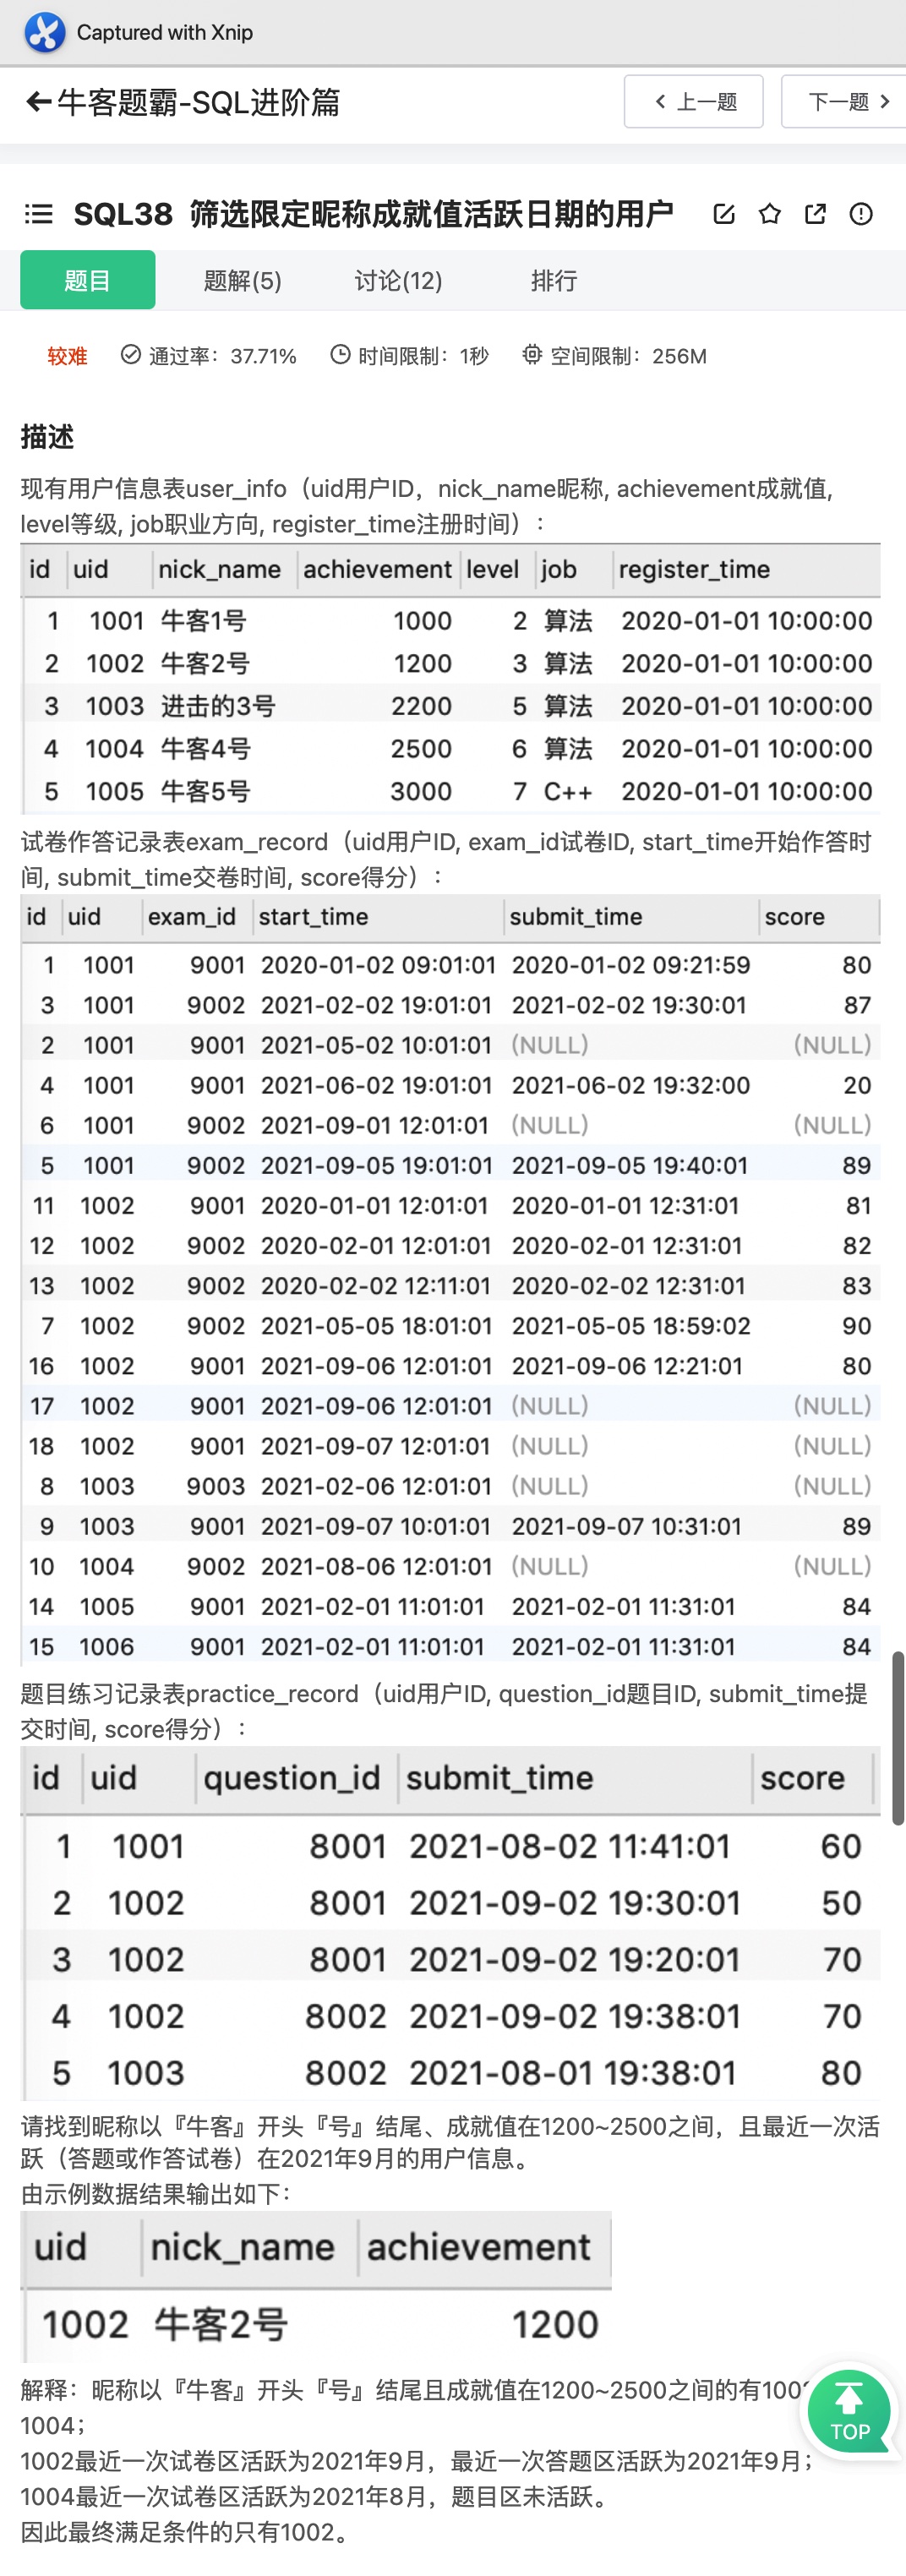 Captured with Xnip
牛客题霸-SQL进阶篇
上一题
下一题
SQL38 筛选限定昵称成就值活跃日期的用户
题目 题解(5) 讨论(12) 排行
较难 通过率：37.71% 时间限制：1秒 空间限制：256M
描述
现有用户信息表user_info（uid用户ID，nick_name昵称, achievement成就值,
level等级, job职业方向, register_time注册时间）：
id uid nick_name achievement level job register_time
1 1001 牛客1号 1000 2 算法 2020-01-01 10:00:00
2 1002 牛客2号 1200 3 算法 2020-01-01 10:00:00
3 1003 进击的3号 2200 5 算法 2020-01-01 10:00:00
4 1004 牛客4号 2500 6 算法 2020-01-01 10:00:00
5 1005 牛客5号 3000 7 C++ 2020-01-01 10:00:00
试卷作答记录表exam_record（uid用户ID, exam_id试卷ID, start_time开始作答时
间, submit_time交卷时间, score得分）：
id uid exam_id start_time submit_time score
1 1001 9001 2020-01-02 09:01:01 2020-01-02 09:21:59 80
3 1001 9002 2021-02-02 19:01:01 2021-02-02 19:30:01 87
2 1001 9001 2021-05-02 10:01:01 (NULL) (NULL)
4 1001 9001 2021-06-02 19:01:01 2021-06-02 19:32:00 20
6 1001 9002 2021-09-01 12:01:01 (NULL) (NULL)
5 1001 9002 2021-09-05 19:01:01 2021-09-05 19:40:01 89
11 1002 9001 2020-01-01 12:01:01 2020-01-01 12:31:01 81
12 1002 9002 2020-02-01 12:01:01 2020-02-01 12:31:01 82
13 1002 9002 2020-02-02 12:11:01 2020-02-02 12:31:01 83
7 1002 9002 2021-05-05 18:01:01 2021-05-05 18:59:02 90
16 1002 9001 2021-09-06 12:01:01 2021-09-06 12:21:01 80
17 1002 9001 2021-09-06 12:01:01 (NULL) (NULL)
18 1002 9001 2021-09-07 12:01:01 (NULL) (NULL)
8 1003 9003 2021-02-06 12:01:01 (NULL) (NULL)
9 1003 9001 2021-09-07 10:01:01 2021-09-07 10:31:01 89
10 1004 9002 2021-08-06 12:01:01 (NULL) (NULL)
14 1005 9001 2021-02-01 11:01:01 2021-02-01 11:31:01 84
15 1006 9001 2021-02-01 11:01:01 2021-02-01 11:31:01 84
题目练习记录表practice_record（uid用户ID, question_id题目ID, submit_time提
交时间, score得分）：
id uid question_id submit_time score
1 1001 8001 2021-08-02 11:41:01 60
2 1002 8001 2021-09-02 19:30:01 50
3 1002 8001 2021-09-02 19:20:01 70
4 1002 8002 2021-09-02 19:38:01 70
5 1003 8002 2021-08-01 19:38:01 80
请找到昵称以『牛客』开头『号』结尾、成就值在1200~2500之间，且最近一次活
跃（答题或作答试卷）在2021年9月的用户信息。
由示例数据结果输出如下：
uid nick_name achievement
1002 牛客2号 1200
解释：昵称以『牛客』开头『号』结尾且成就值在1200~2500之间的有1002
1004；
TOP
1002最近一次试卷区活跃为2021年9月，最近一次答题区活跃为2021年9月；
1004最近一次试卷区活跃为2021年8月，题目区未活跃。
因此最终满足条件的只有1002。